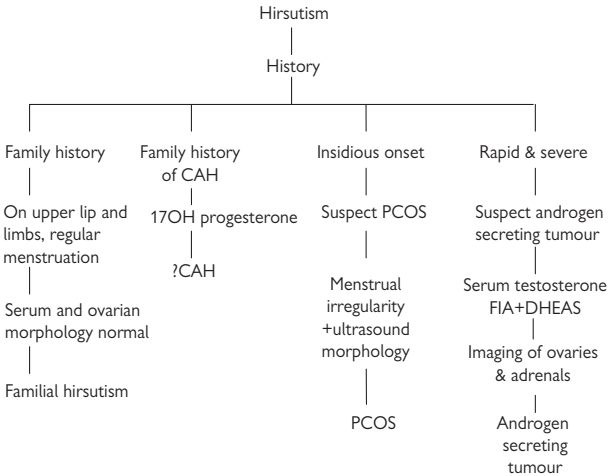 Hirsutism
History
Family history
On upper lip and
limbs, regular
menstruation
Serum and ovarian
morphology normal
Familial hirsutism
Family history
of CAH
17OH progesterone
?CAH
Insidious onset
Suspect PCOS
Menstrual
irregularity
+ultrasound
morphology
PCOS
Rapid & severe
Suspect androgen
secreting tumour
Serum testosterone
FIA+DHEAS
Imaging of ovaries
& adrenals
Androgen
secreting
tumour